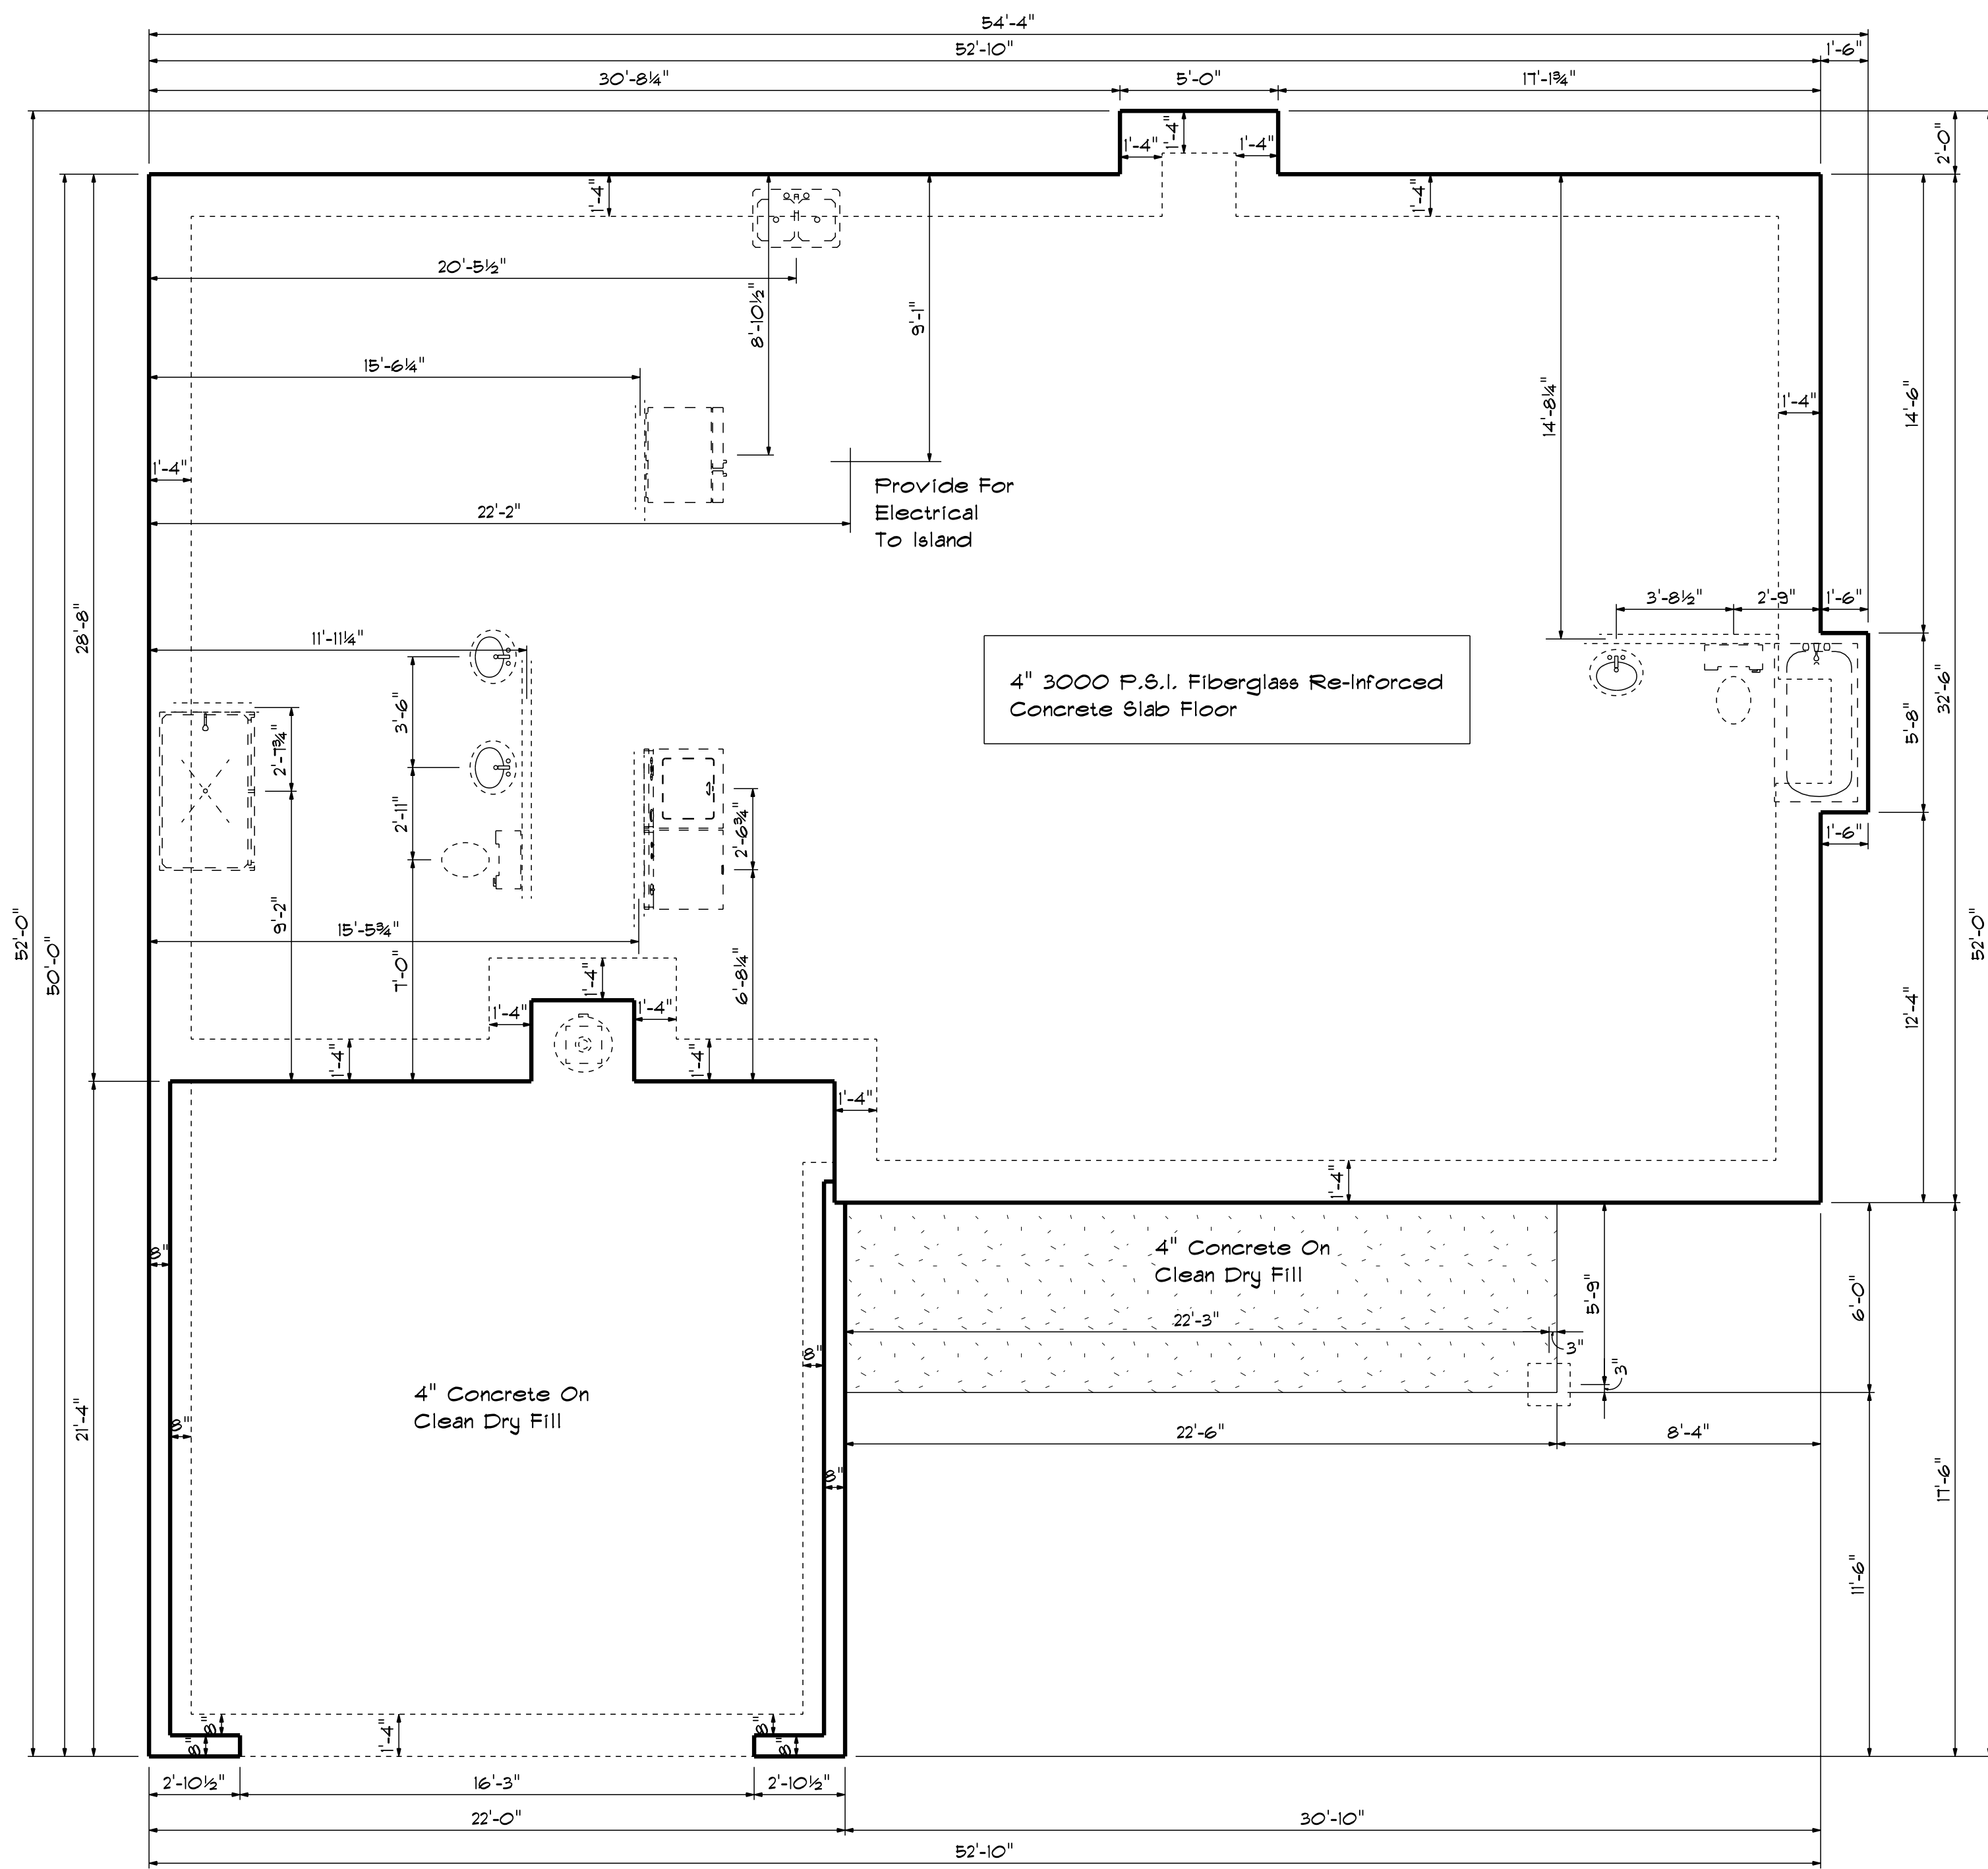 54'-4"
52'-10" 1'-6"
30'-8¼" 5'-0" 17'-1¾"
1'-4" 1'-4" 1'-4"
2'-0"
1'-4" 1'-4"
20'-5½"
8'-10½" 9'-1"
15'-6¼"
14'-8¼" 1'-4" 14'-6"
1'-4"
22'-2"
Provide For
Electrical
To Island
28'-8"
3'-8½" 2'-9" 1'-6"
11'-11¼"
4" 3000 P.S.I. Fiberglass Re-Inforced
Concrete Slab Floor
3'-6" 2'-7¾" 2'-11" 2'-6¾"
5'-8" 32'-6"
1'-6"
9'-2"
15'-5¾"
52'-0" 50'-0" 7'-0" 6'-8¼" 52'-0"
1'-4" 1'-4" 1'-4"
12'-4"
1'-4" 1'-4"
1'-4"
1'-4"
8"
4" Concrete On
Clean Dry Fill
5'-9" 6'-0"
22'-3"
3"
3"
8"
4" Concrete On
Clean Dry Fill
21'-4"
8"
22'-6" 8'-4"
8"
17'-6"
11'-6"
8" 1'-4" 8"
8" 8"
2'-10½" 16'-3" 2'-10½"
22'-0" 30'-10"
52'-10"